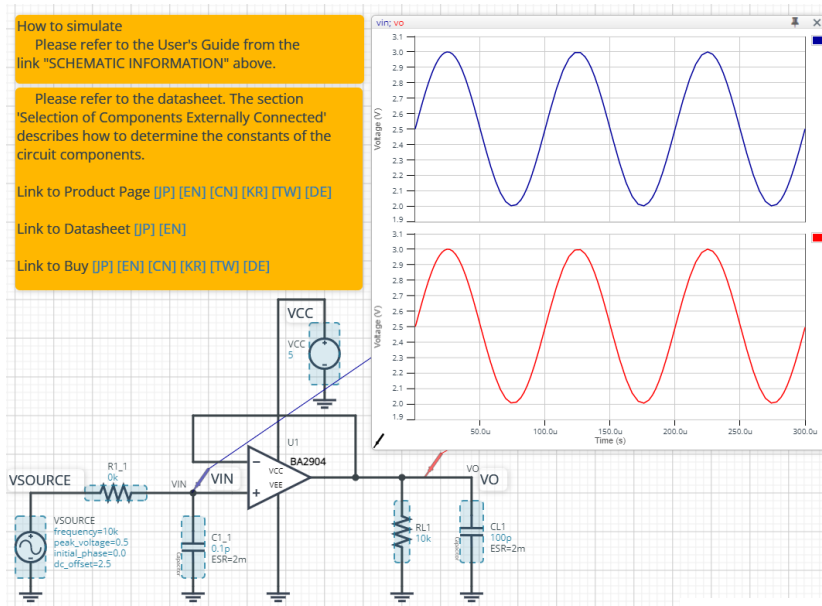 How to simulate
Please refer to the User's Guide from the
link "SCHEMATIC INFORMATION" above.
Please refer to the datasheet. The section
'Selection of Components Externally Connected'
describes how to determine the constants of the
circuit components.
Link to Product Page [JP] [EN] [CN] [KR] [TW] [DE]
Link to Datasheet [JP] [EN]
Link to Buy [JP] [EN] [CN] [KR] [TW] [DE]
vin; vo
Voltage (V)
3.1
3.0
2.9
2.8
2.7
2.6
2.5
2.4
2.3
2.2
2.1
2.0
1.9
Voltage (V)
3.1
3.0
2.9
2.8
2.7
2.6
2.5
2.4
2.3
2.2
2.1
2.0
1.9
50.0u 100.0u 150.0u 200.0u 250.0u 300.0u
Time (s)
VCC
VCC
5
U1
BA2904
VCC
VEE
VSOURCE
R1_1
0k
VIN
VIN
VO
VO
VSOURCE
frequency=10k
peak_voltage=0.5
initial_phase=0.0
dc_offset=2.5
C1_1
0.1p
ESR=2m
RL1
10k
CL1
100p
ESR=2m